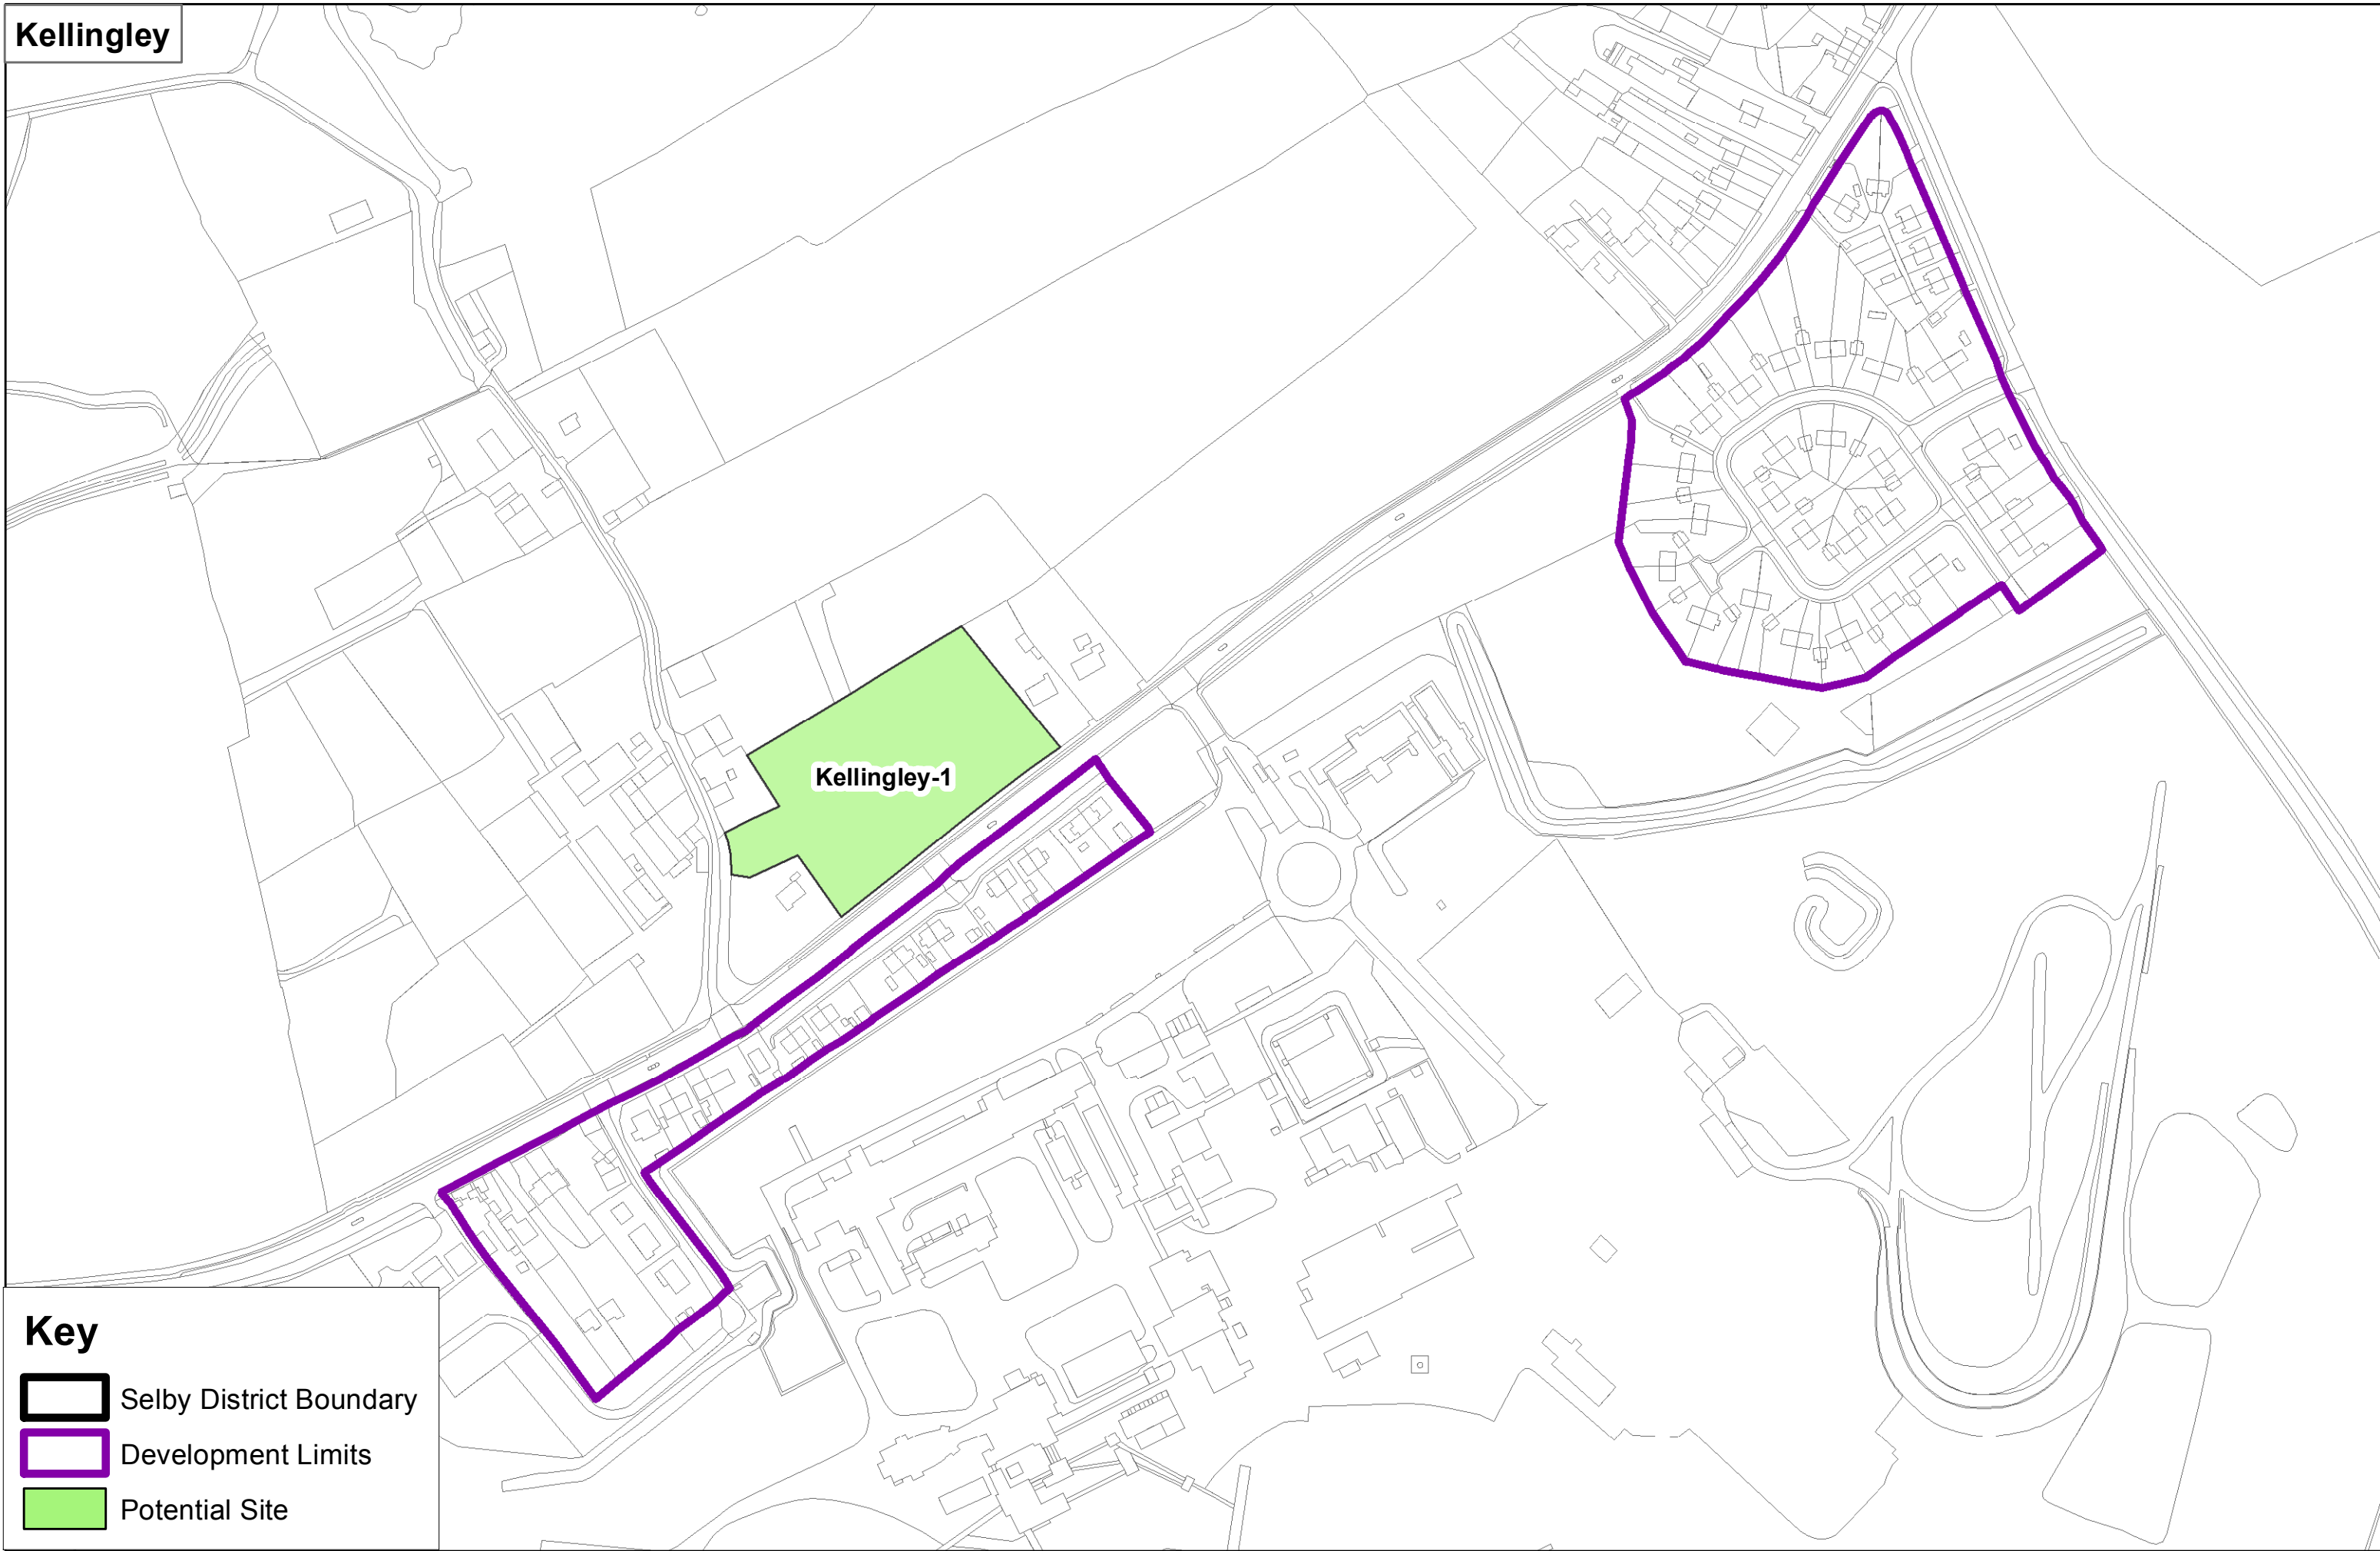 Kellingley
Kellingley-1
Key
Selby District Boundary
Development Limits
Potential Site